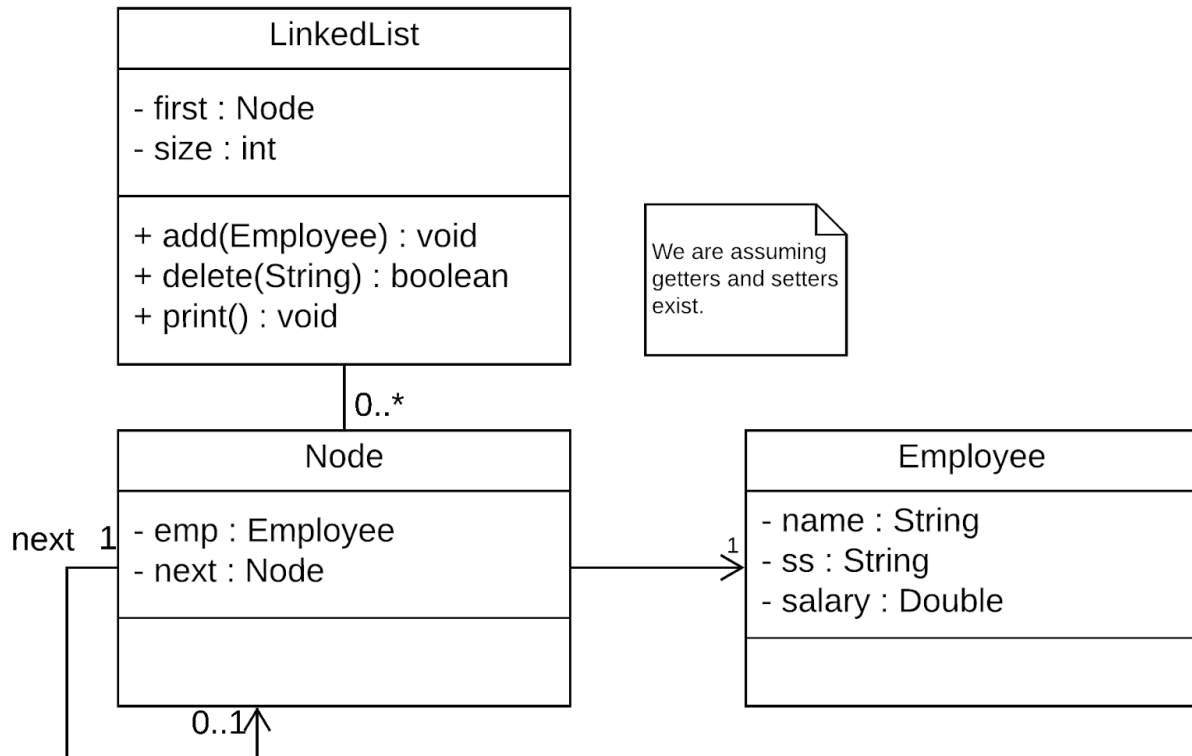 LinkedList
- first : Node
- size : int
+ add(Employee) : void
+ delete(String) : boolean
+ print() : void
We are assuming
getters and setters
exist.
0..*
Node
- emp : Employee
- next : Node
next 1
0..1
1
Employee
- name : String
- ss : String
- salary : Double